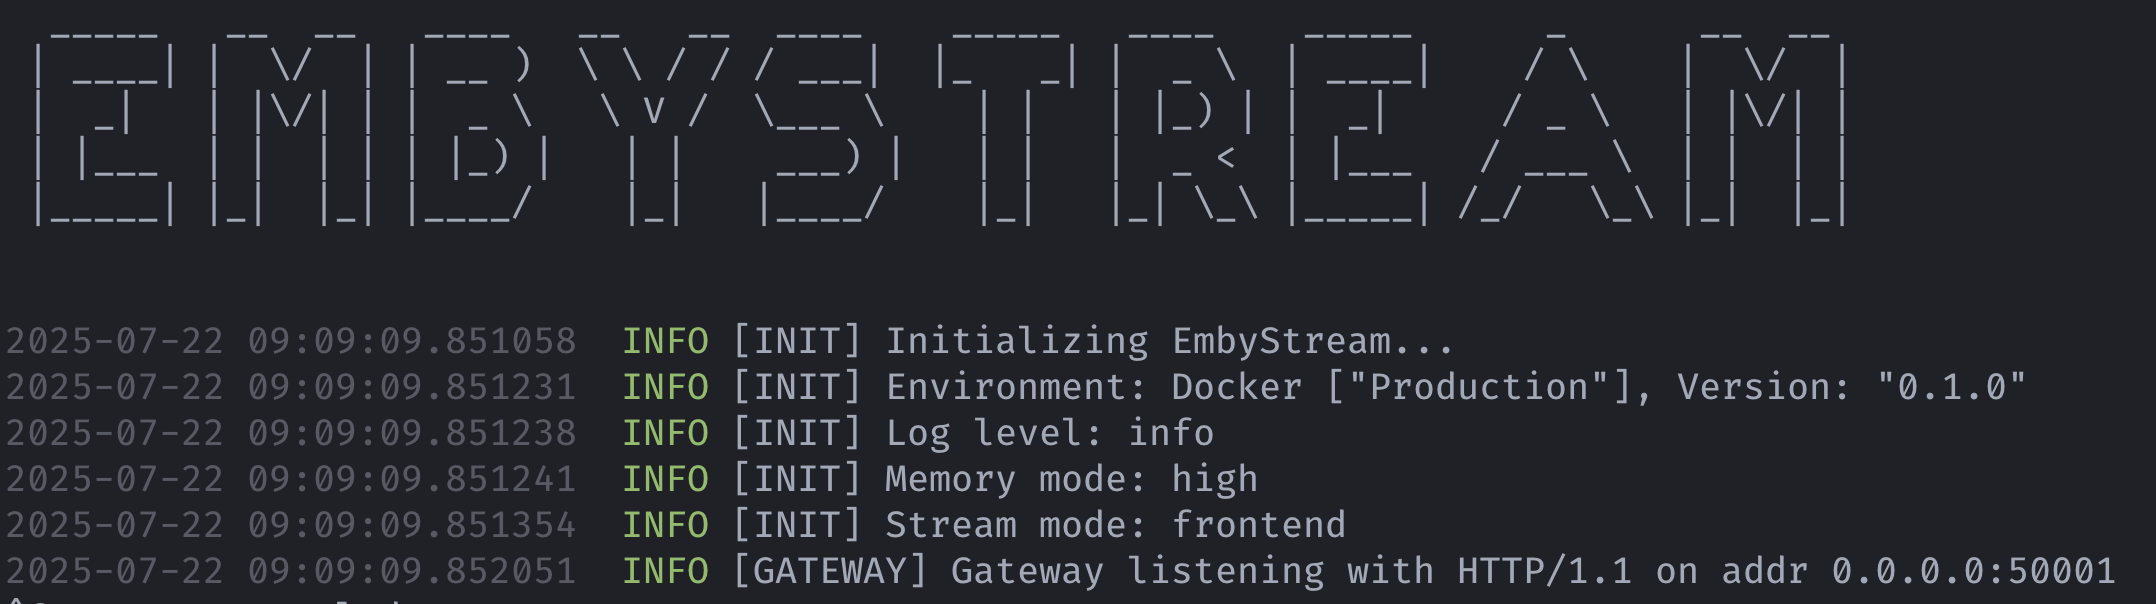 EMBYSTREAM
2025-07-22 09:09:09.851058  INFO [INIT] Initializing EmbyStream...
2025-07-22 09:09:09.851231  INFO [INIT] Environment: Docker ["Production"], Version: "0.1.0"
2025-07-22 09:09:09.851238  INFO [INIT] Log level: info
2025-07-22 09:09:09.851241  INFO [INIT] Memory mode: high
2025-07-22 09:09:09.851354  INFO [INIT] Stream mode: frontend
2025-07-22 09:09:09.852051  INFO [GATEWAY] Gateway listening with HTTP/1.1 on addr 0.0.0.0:50001